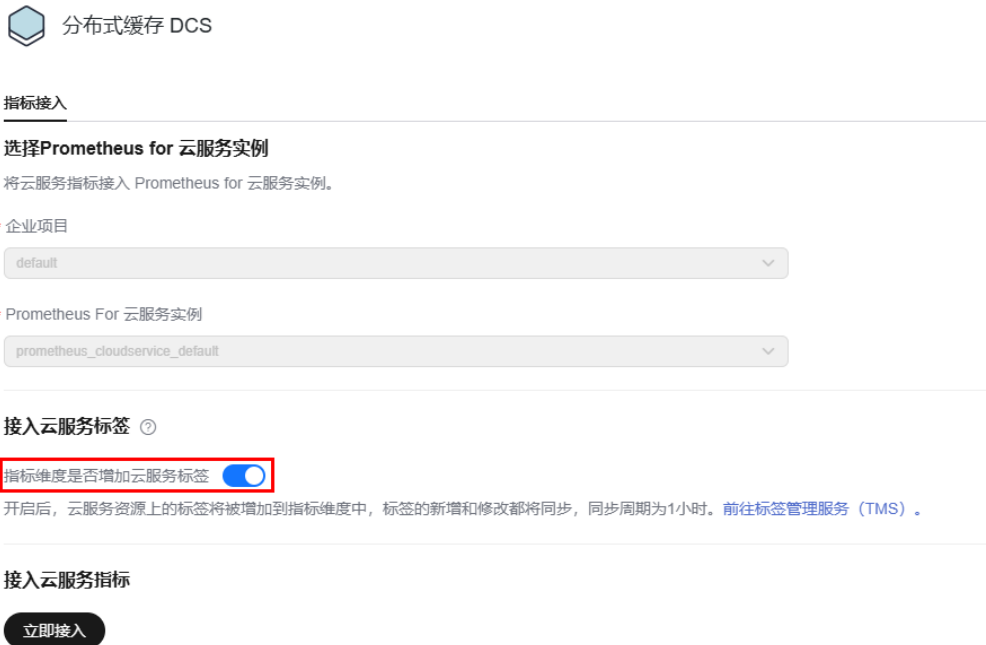 分布式缓存 DCS
指标接入
选择Prometheus for 云服务实例
将云服务指标接入 Prometheus for 云服务实例。
* 企业项目
default
* Prometheus For 云服务实例
prometheus_cloudservice_default
接入云服务标签 ?
指标维度是否增加云服务标签
开启后，云服务资源上的标签将被增加到指标维度中，标签的新增和修改都将同步，同步周期为1小时。前往标签管理服务（TMS）。
接入云服务指标
立即接入